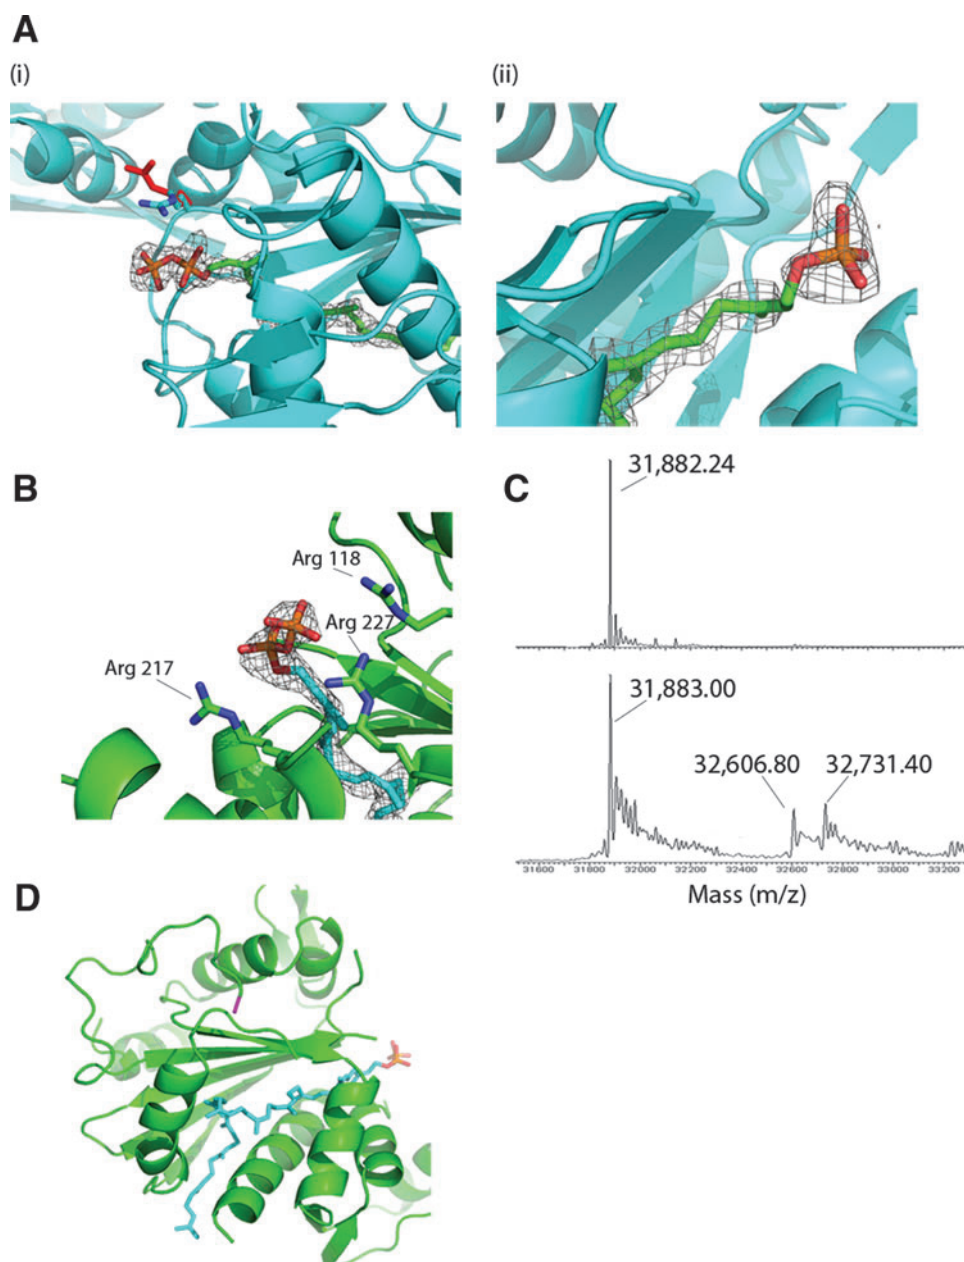 A
(i)
(ii)
B
Arg 118
Arg 227
Arg 217
C
31,882.24
31,883.00
32,606.80
32,731.40
31600
31800
32000
32200
32400
32600
32800
33000
33200
Mass (m/z)
D